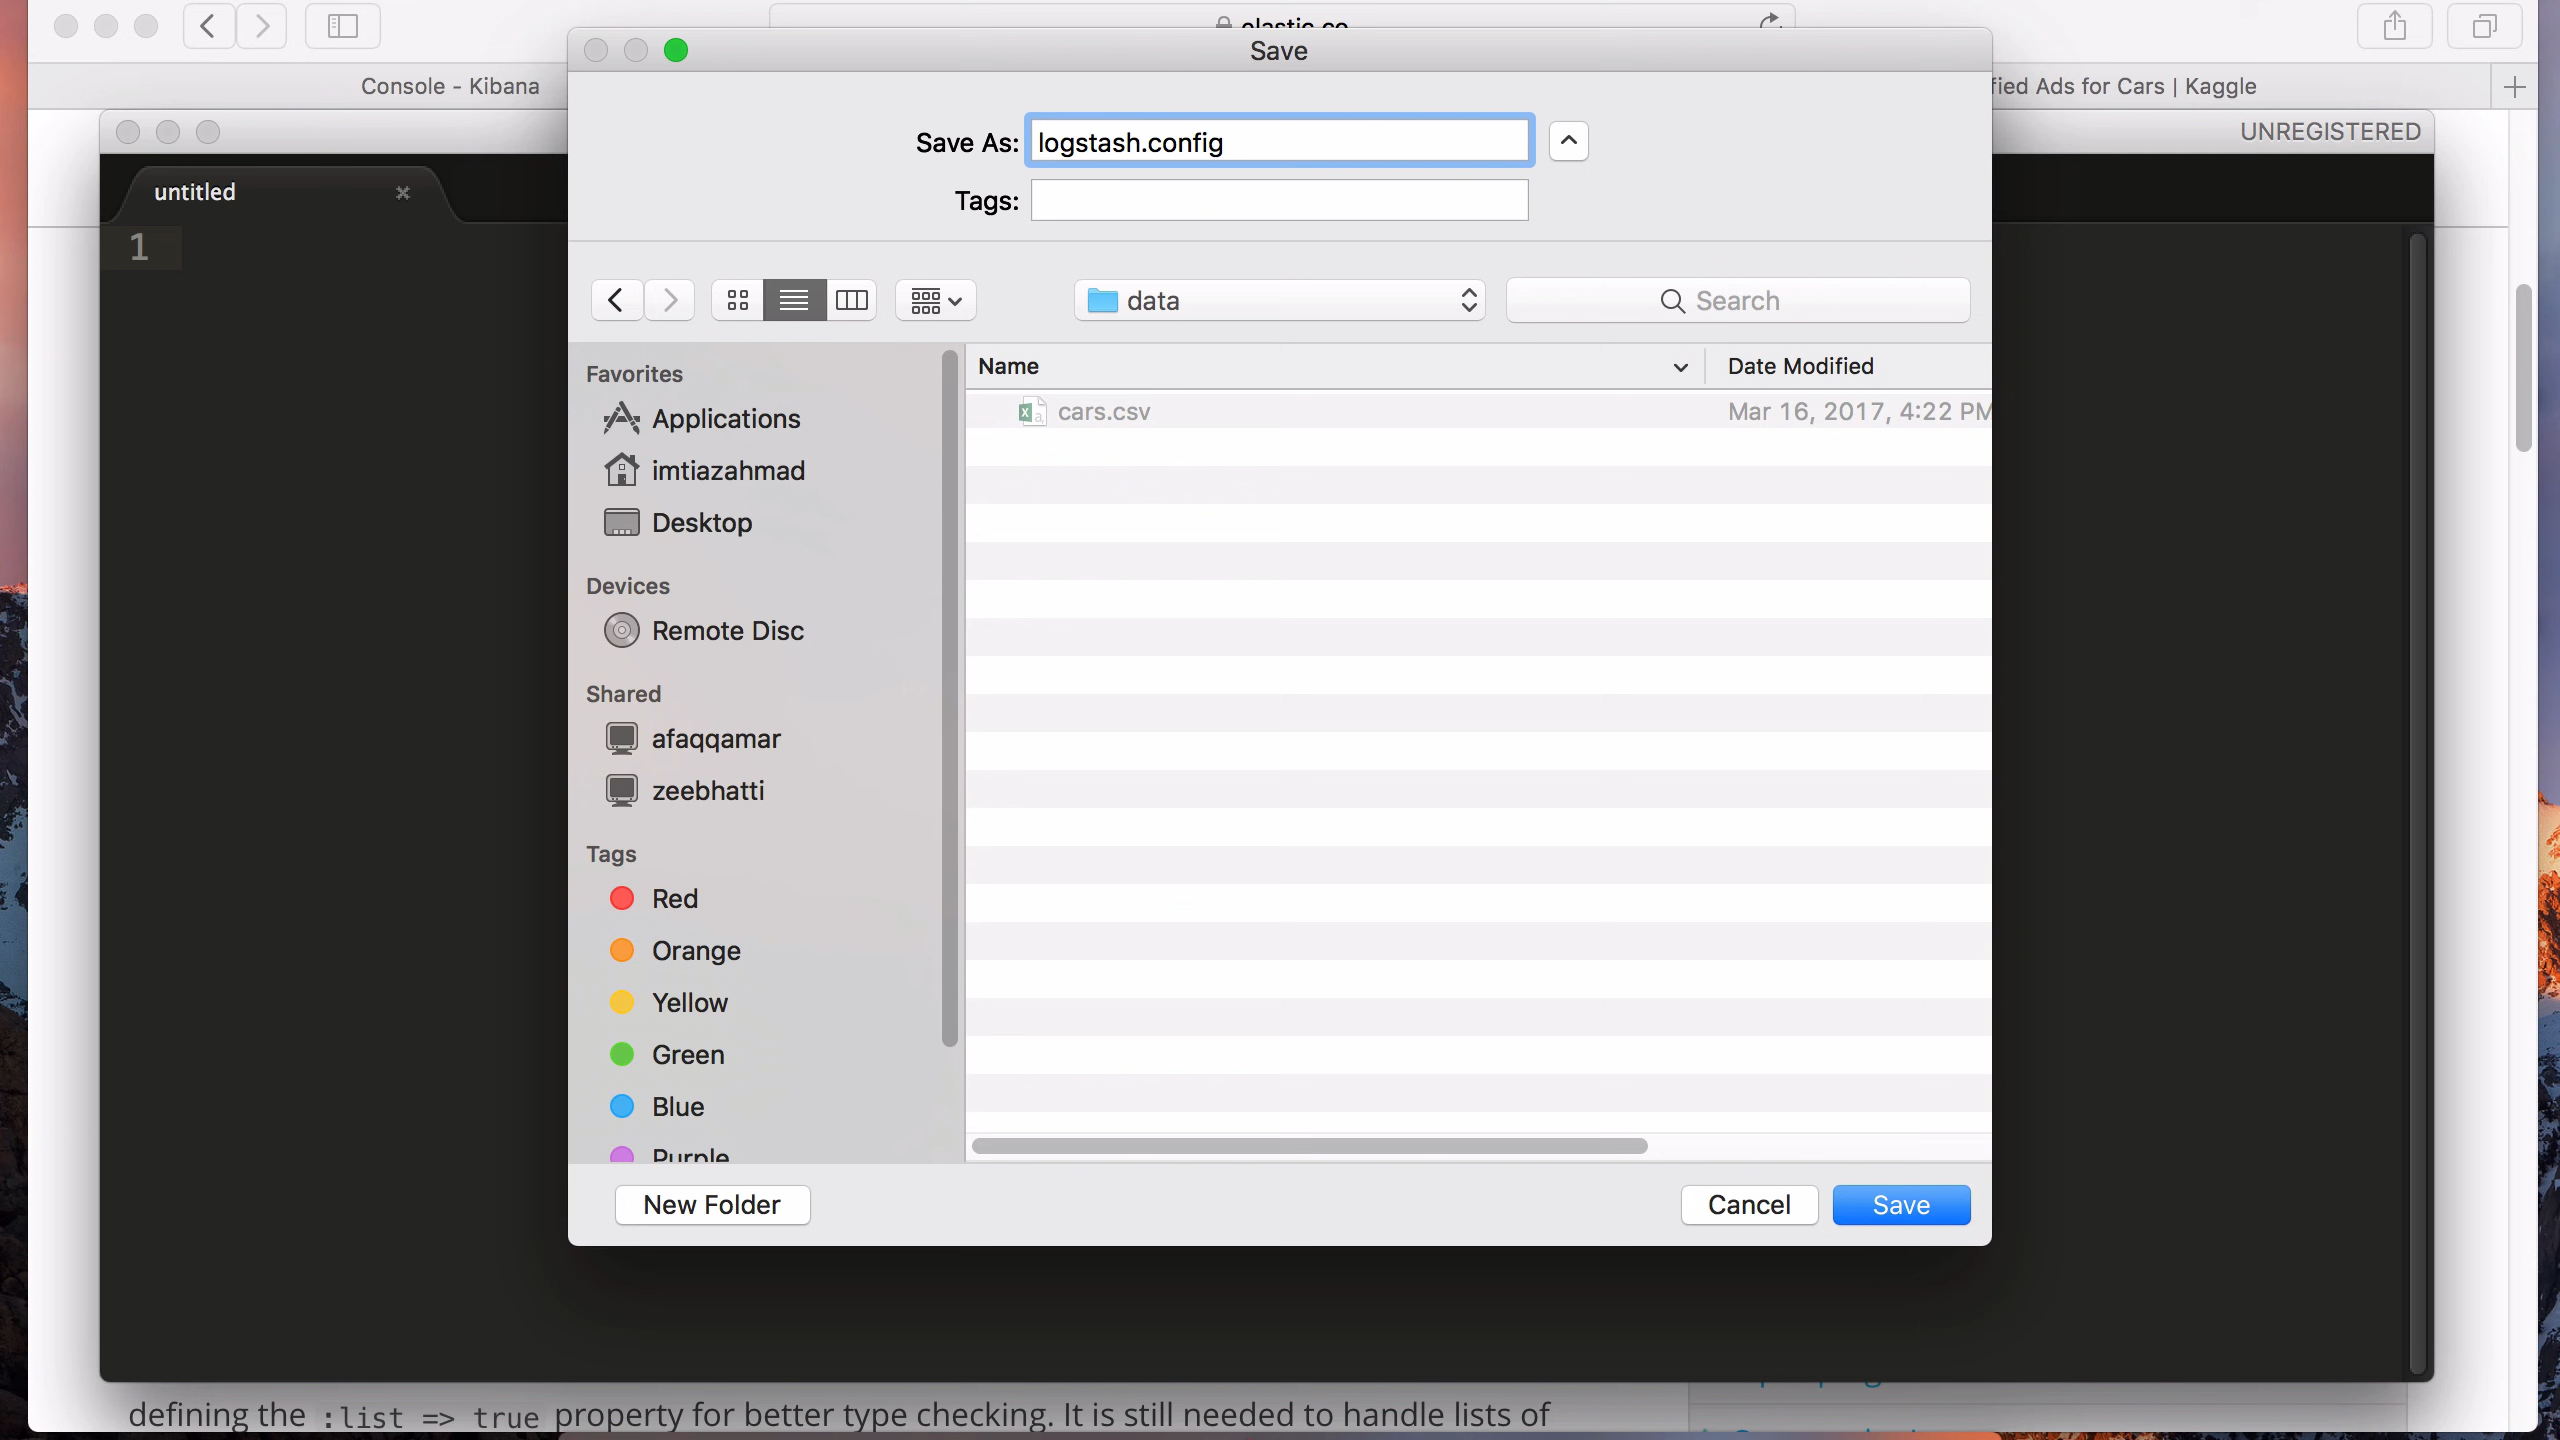 elastic.co
Save
Console - Kibana
fied Ads for Cars | Kaggle
UNREGISTERED
Save As: logstash.config
Tags:
untitled
1
data
Search
Favorites
Applications
imtiazahmad
Desktop
Devices
Remote Disc
Shared
afaqqamar
zeebhatti
Tags
Red
Orange
Yellow
Green
Blue
Purple
Name
Date Modified
cars.csv
Mar 16, 2017, 4:22 PM
New Folder
Cancel
Save
defining the :list => true property for better type checking. It is still needed to handle lists of